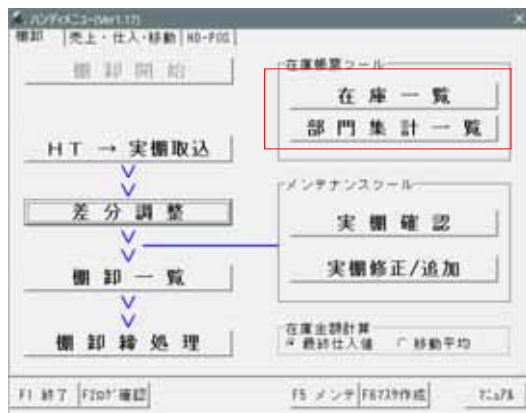 ハンディメニュー(Ver1.17)
棚卸 売上・仕入・移動 HD-POS
棚卸開始
HT → 実棚取込
差分調整
棚卸一覧
棚卸締処理
在庫帳票ツール
在庫一覧
部門集計一覧
メンテナンスツール
実棚確認
実棚修正/追加
在庫金額計算
最終仕入値 移動平均
F1 終了 F2ログ確認 F5 メンテ F6マスタ作成 マニュアル